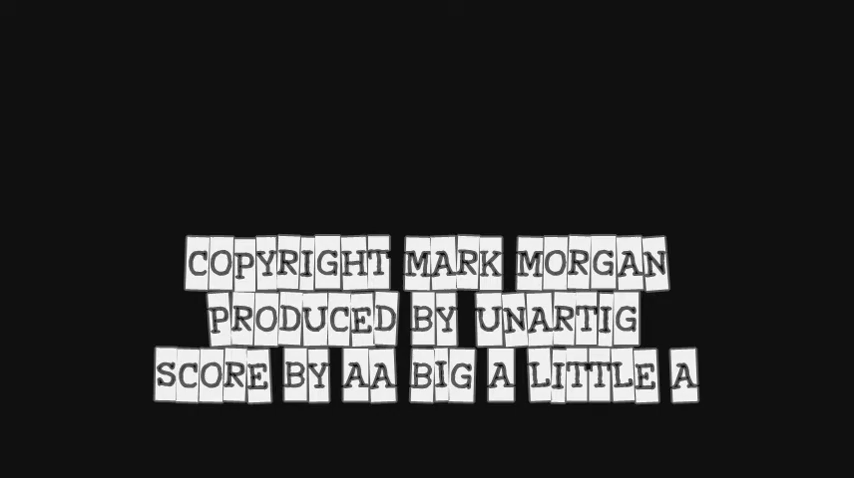 COPYRIGHT MARK MORGAN
PRODUCED BY UNARTIG
SCORE BY AA BIG A LITTLE A